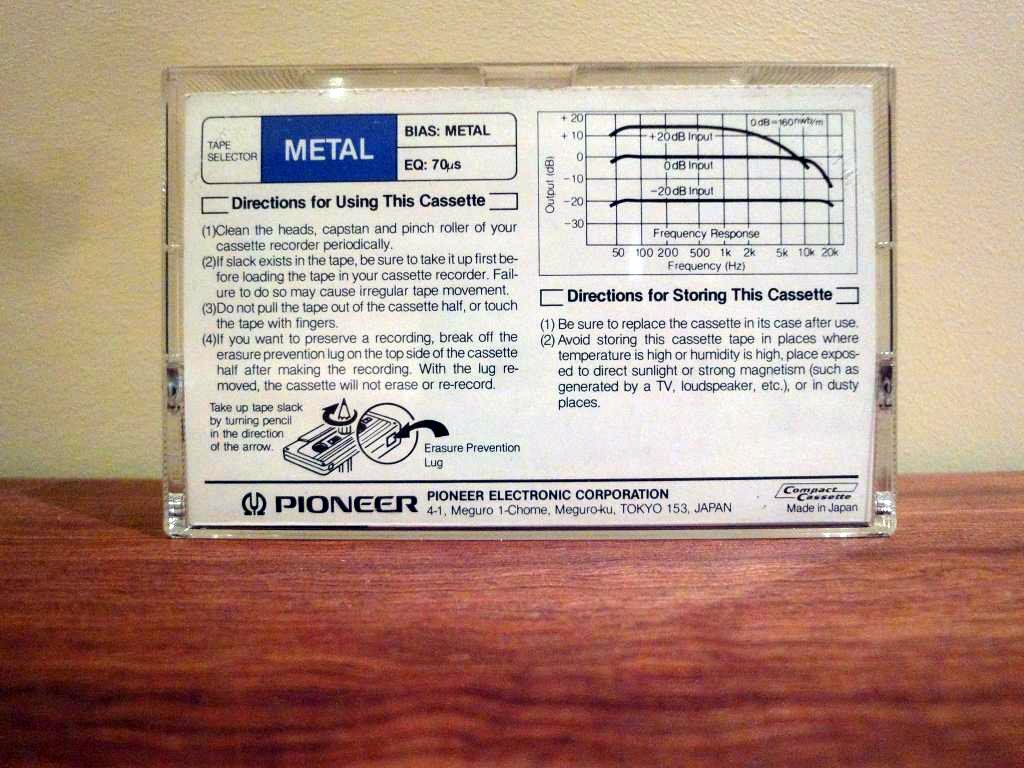 TAPE
SELECTOR
METAL
BIAS: METAL
EQ: 70μs
Directions for Using This Cassette
(1)Clean the heads, capstan and pinch roller of your
cassette recorder periodically.
(2)If slack exists in the tape, be sure to take it up first be-
fore loading the tape in your cassette recorder. Fail-
ure to do so may cause irregular tape movement.
(3)Do not pull the tape out of the cassette half, or touch
the tape with fingers.
(4)If you want to preserve a recording, break off the
erasure prevention lug on the top side of the cassette
half after making the recording. With the lug re-
moved, the cassette will not erase or re-record.
Take up tape slack
by turning pencil
in the direction
of the arrow.
Erasure Prevention
Lug
0dB=160nwb/m
+20
+10
0
-10
-20
-30
Output (dB)
+20dB Input
0dB Input
-20dB Input
Frequency Response
50 100 200 500 1k 2k 5k 10k 20k
Frequency (Hz)
Directions for Storing This Cassette
(1) Be sure to replace the cassette in its case after use.
(2) Avoid storing this cassette tape in places where
temperature is high or humidity is high, place expos-
ed to direct sunlight or strong magnetism (such as
generated by a TV, loudspeaker, etc.), or in dusty
places.
PIONEER
PIONEER ELECTRONIC CORPORATION
4-1, Meguro 1-Chome, Meguro-ku, TOKYO 153, JAPAN
Compact
Cassette
Made in Japan